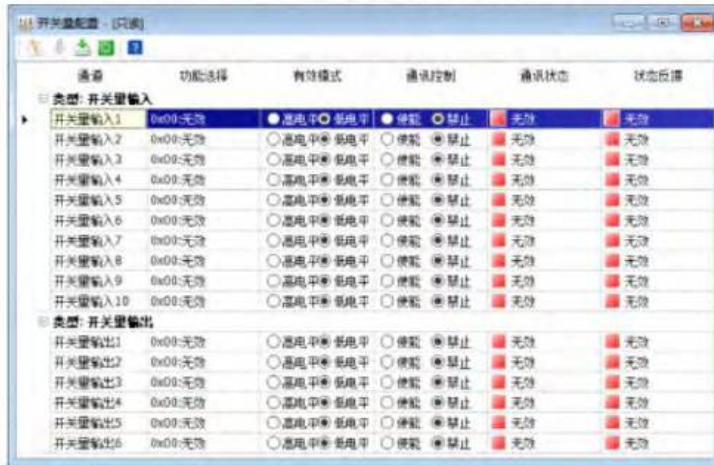 开关量配置 - [只读]
通道 功能选择 有效模式 通讯控制 通讯状态 状态反馈
类型: 开关量输入
开关量输入1 0x00:无效 高电平 低电平 使能 禁止 无效 无效
开关量输入2 0x00:无效 高电平 低电平 使能 禁止 无效 无效
开关量输入3 0x00:无效 高电平 低电平 使能 禁止 无效 无效
开关量输入4 0x00:无效 高电平 低电平 使能 禁止 无效 无效
开关量输入5 0x00:无效 高电平 低电平 使能 禁止 无效 无效
开关量输入6 0x00:无效 高电平 低电平 使能 禁止 无效 无效
开关量输入7 0x00:无效 高电平 低电平 使能 禁止 无效 无效
开关量输入8 0x00:无效 高电平 低电平 使能 禁止 无效 无效
开关量输入9 0x00:无效 高电平 低电平 使能 禁止 无效 无效
开关量输入10 0x00:无效 高电平 低电平 使能 禁止 无效 无效
类型: 开关量输出
开关量输出1 0x00:无效 高电平 低电平 使能 禁止 无效 无效
开关量输出2 0x00:无效 高电平 低电平 使能 禁止 无效 无效
开关量输出3 0x00:无效 高电平 低电平 使能 禁止 无效 无效
开关量输出4 0x00:无效 高电平 低电平 使能 禁止 无效 无效
开关量输出5 0x00:无效 高电平 低电平 使能 禁止 无效 无效
开关量输出6 0x00:无效 高电平 低电平 使能 禁止 无效 无效